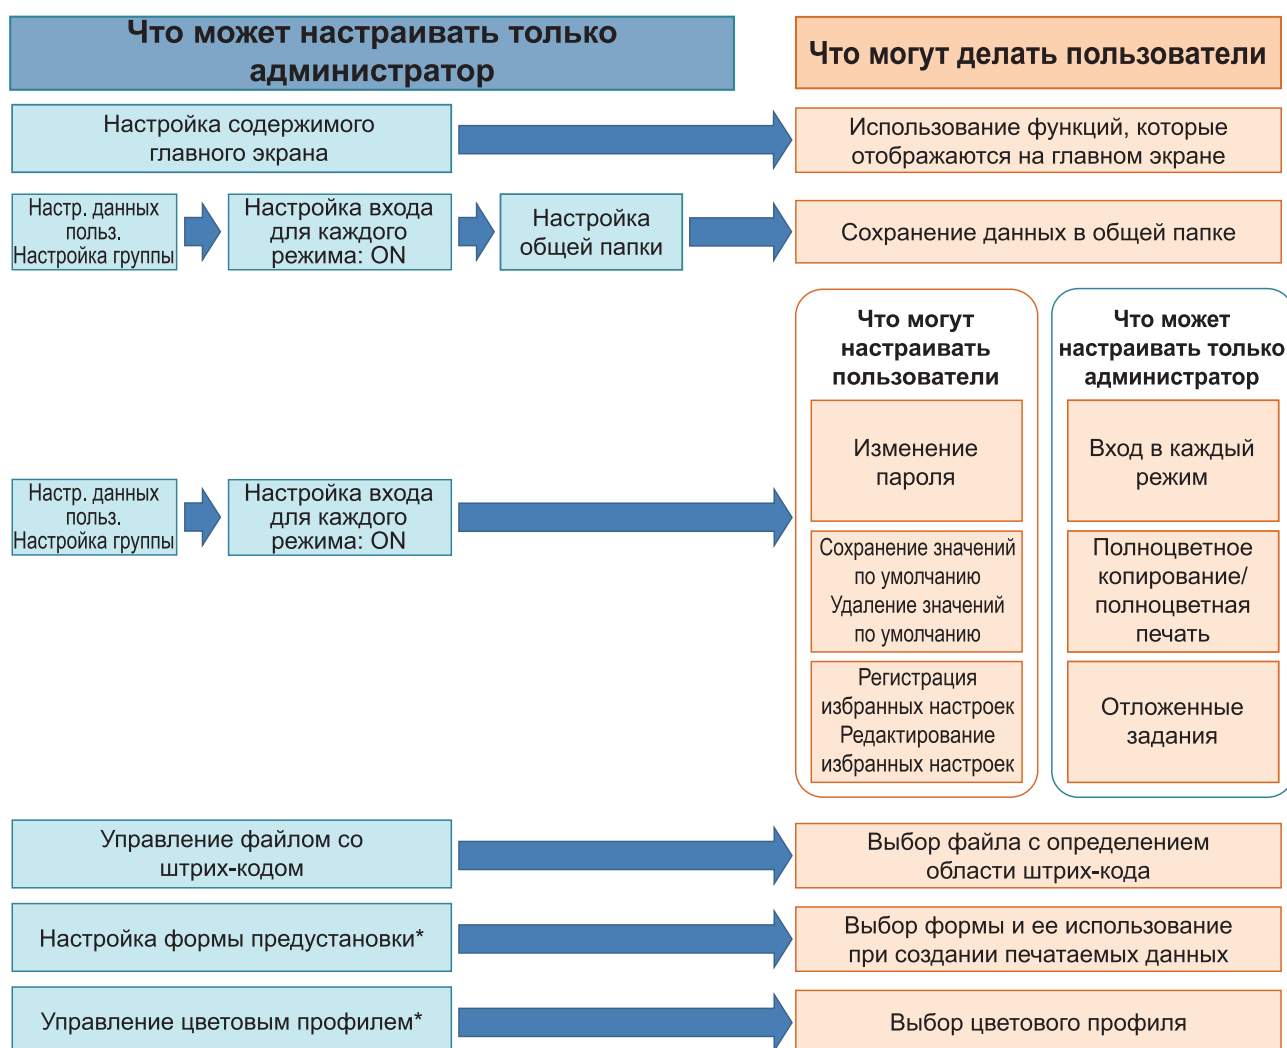 Что может настраивать только
администратор
Что могут делать пользователи
Настройка содержимого
главного экрана
Использование функций, которые
отображаются на главном экране
Настр. данных
польз.
Настройка группы
Настройка входа
для каждого
режима: ON
Настройка
общей папки
Сохранение данных в общей папке
Что могут
настраивать
пользователи
Что может
настраивать только
администратор
Изменение
пароля
Вход в каждый
режим
Настр. данных
польз.
Настройка группы
Настройка входа
для каждого
режима: ON
Сохранение значений
по умолчанию
Удаление значений
по умолчанию
Полноцветное
копирование/
полноцветная
печать
Регистрация
избранных настроек
Редактирование
избранных настроек
Отложенные
задания
Управление файлом со
штрих-кодом
Выбор файла с определением
области штрих-кода
Настройка формы предустановки*
Выбор формы и ее использование
при создании печатаемых данных
Управление цветовым профилем*
Выбор цветового профиля